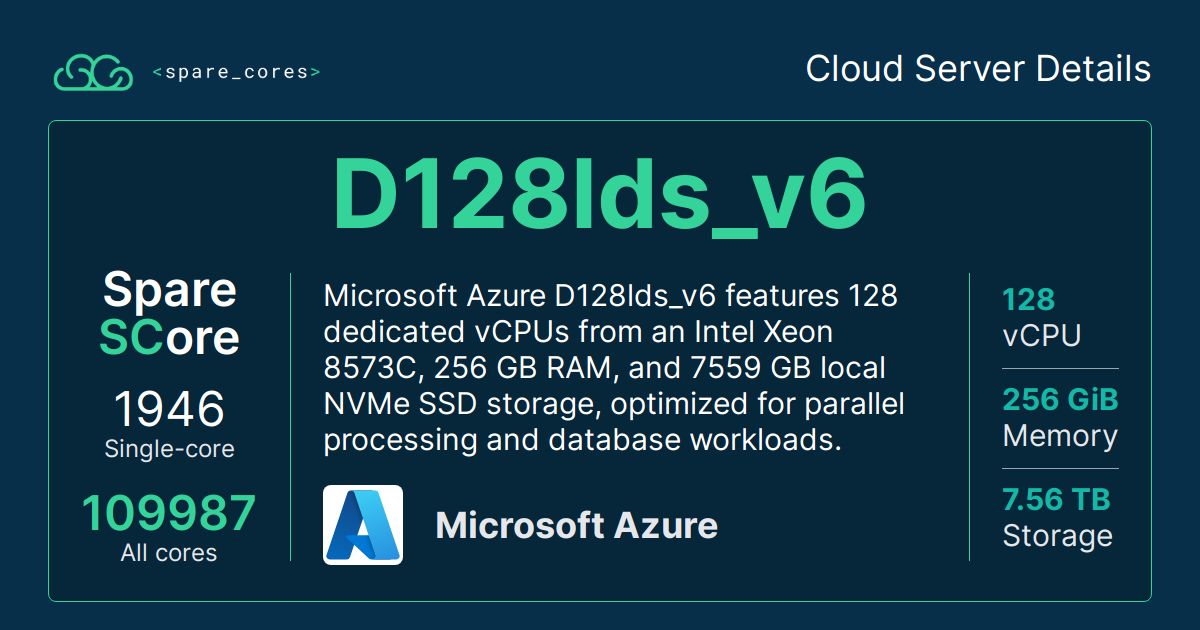 <spare_cores>
Cloud Server Details
D128lds_v6
Spare
SCore
1946
Single-core
109987
All cores
Microsoft Azure D128lds_v6 features 128
dedicated vCPUs from an Intel Xeon
8573C, 256 GB RAM, and 7559 GB local
NVMe SSD storage, optimized for parallel
processing and database workloads.
Microsoft Azure
128
vCPU
256 GiB
Memory
7.56 TB
Storage